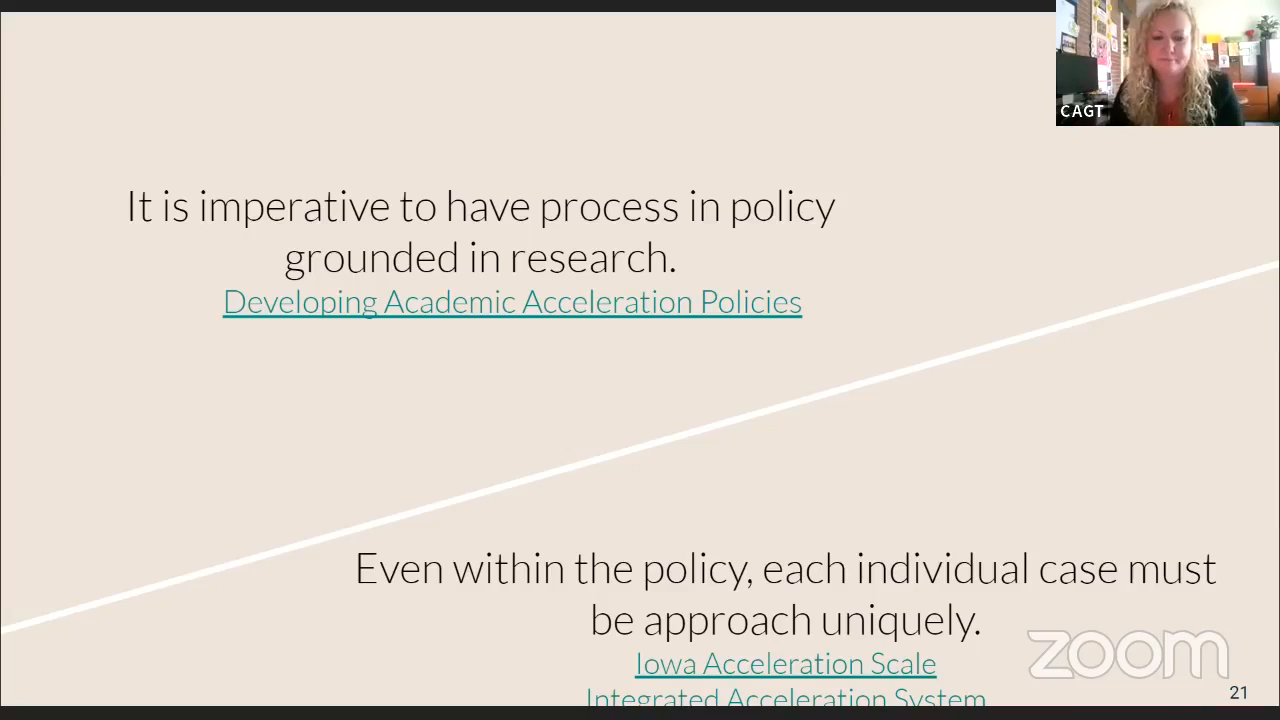 CAGT
It is imperative to have process in policy
grounded in research.
Developing Academic Acceleration Policies
Even within the policy, each individual case must
be approach uniquely.
Iowa Acceleration Scale
Integrated Acceleration System
zoom
21